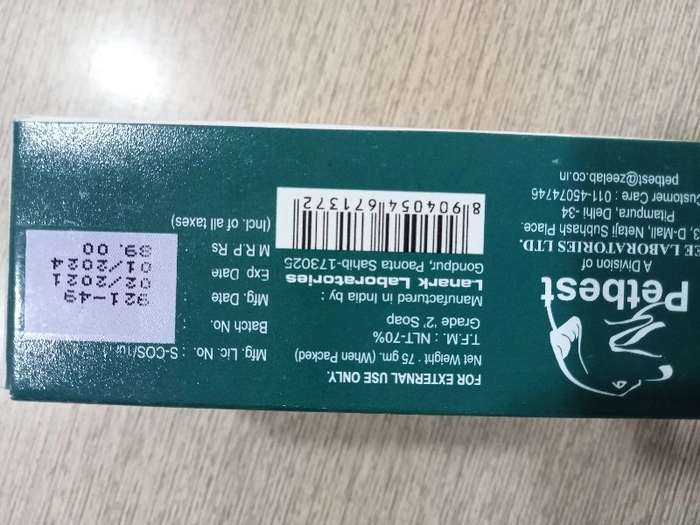 Petbest
A Division of
EE LABORATORIES LTD.
3, D-Mall, Netaji Subhash Place,
Pitampura, Delhi -34
Customer Care : 011-45074746
petbest@zeelab.co.in
FOR EXTERNAL USE ONLY.
Net Weight : 75 gm. (When Packed)
T.F.M. : NLT-70%
Grade '2' Soap
Manufactured in India by :
Lanark Laboratories
Gondpur, Paonta Sahib-173025
8 904054 671372
Mfg. Lic. No. : S-COS/10
Batch No. :
Mfg. Date :
Exp Date :
M R P Rs :
(Incl. of all taxes)
921-49
02/2021
01/2024
89. 00